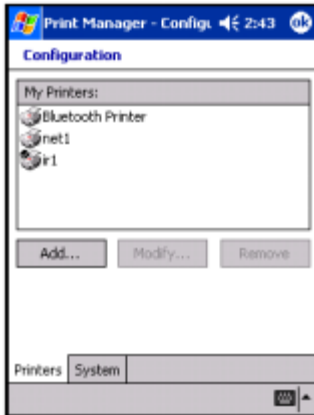 Print Manager - Configu 2:43 ok
Configuration
My Printers:
Bluetooth Printer
net1
ir1
Add... Modify... Remove
Printers System